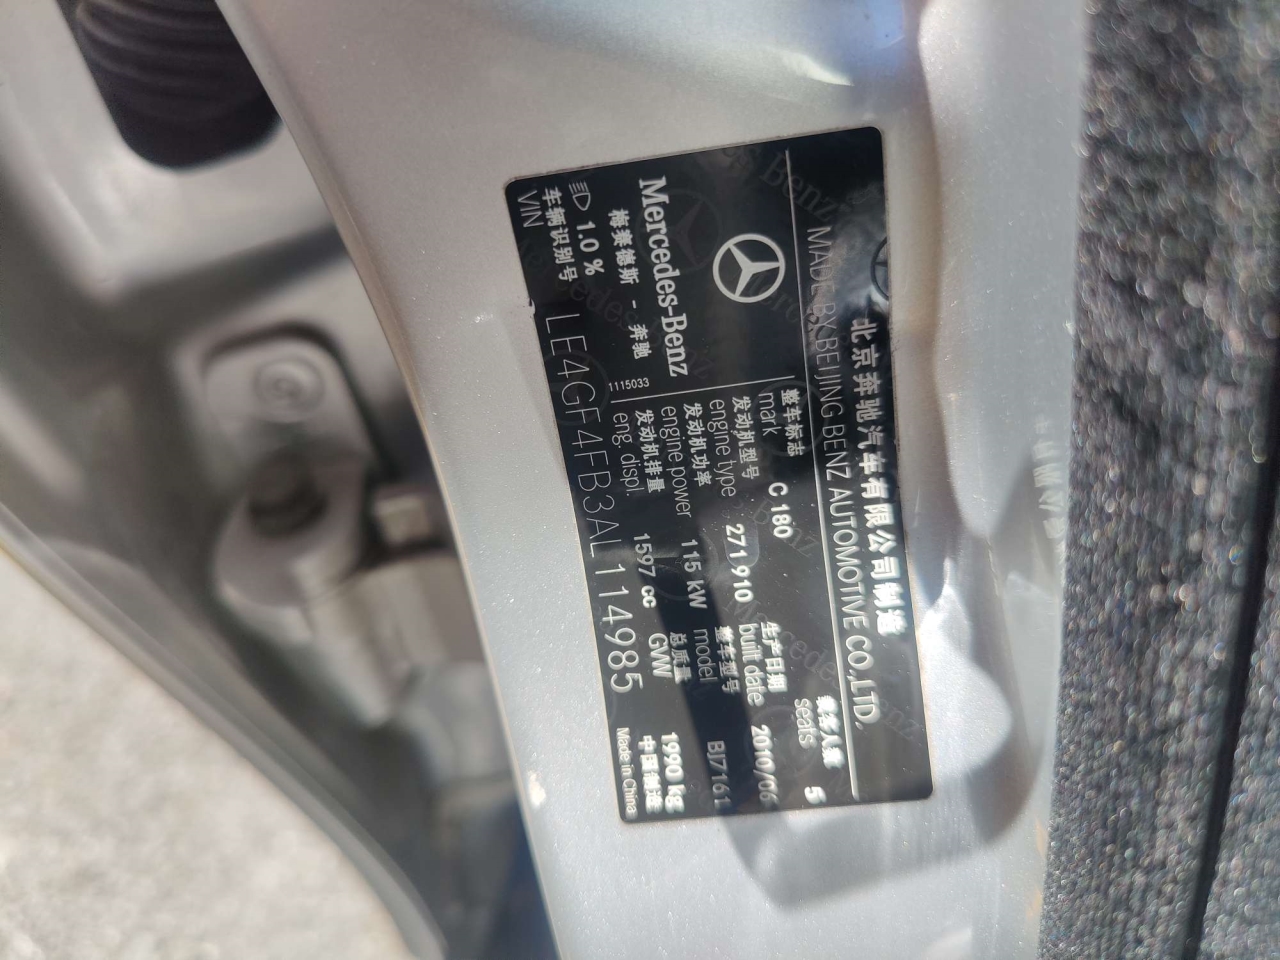 北京奔驰汽车有限公司制造
MADE BY BEIJING BENZ AUTOMOTIVE CO.,LTD.
整车标志
mark C 180
乘坐人数
seats 5
发动机型号
engine type 271 910
生产日期
built date 2010/06
发动机功率
engine power 115 kW
整车型号
model BJ7161
发动机排量
eng. displ. 1597 cc
总质量
GVW 1990 kg
Mercedes-Benz
梅赛德斯 - 奔驰
1115033
1.0 %
中国制造
Made in China
车辆识别号
VIN LE4GF4FB3AL114985